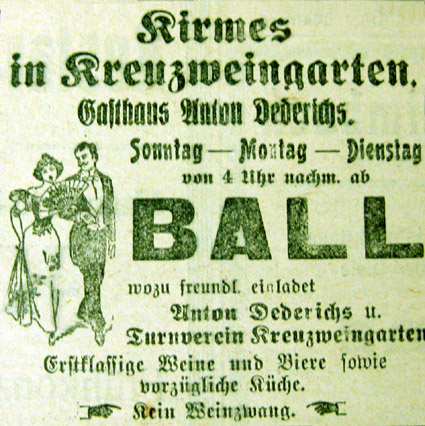 Kirmes
in Kreuzweingarten.
Gasthaus Anton Dederichs.
Sonntag — Montag — Dienstag
von 4 Uhr nachm. ab
BALL
wozu freundl. einladet
Anton Dederichs u.
Turnverein Kreuzweingarten
Erstklassige Weine und Biere sowie
vorzügliche Küche.
Kein Weinzwang.